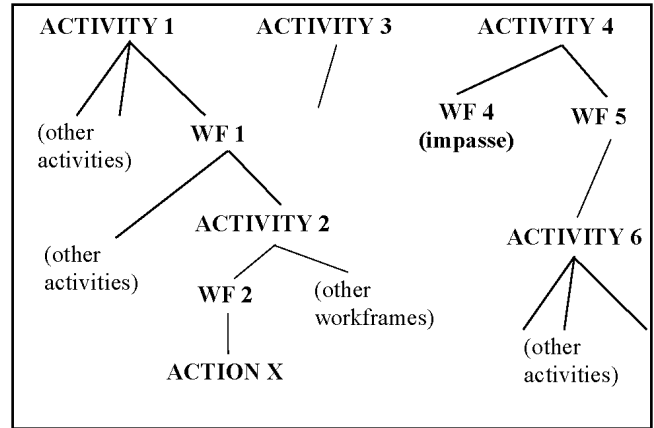 ACTIVITY 1
ACTIVITY 3
ACTIVITY 4
(other
activities)
WF 1
WF 4
(impasse)
WF 5
(other
activities)
ACTIVITY 2
ACTIVITY 6
WF 2
(other
workframes)
ACTION X
(other
activities)